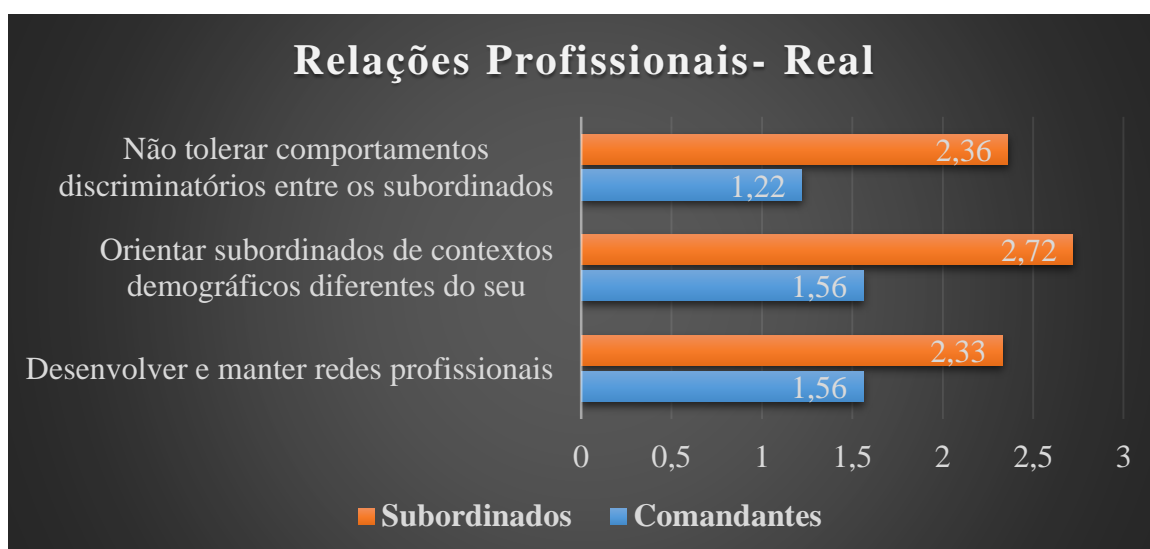 Relações Profissionais- Real
Não tolerar comportamentos
discriminatórios entre os subordinados
2,36
1,22
Orientar subordinados de contextos
demográficos diferentes do seu
2,72
1,56
Desenvolver e manter redes profissionais
2,33
1,56
0 0,5 1 1,5 2 2,5 3
Subordinados Comandantes